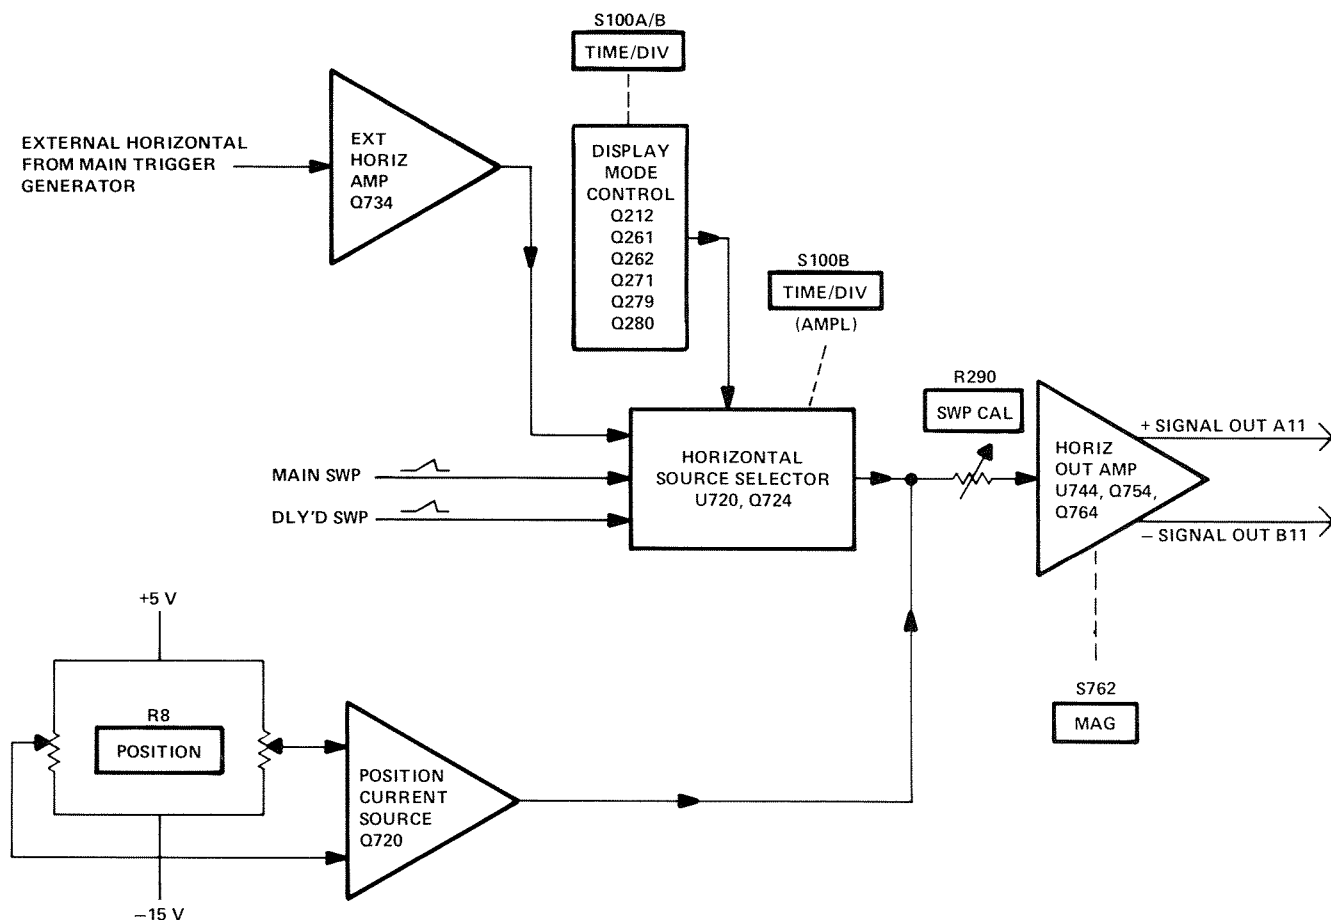 S100A/B
TIME/DIV
EXTERNAL HORIZONTAL
FROM MAIN TRIGGER
GENERATOR
EXT
HORIZ
AMP
Q734
DISPLAY
MODE
CONTROL
Q212
Q261
Q262
Q271
Q279
Q280
S100B
TIME/DIV
(AMPL)
R290
SWP CAL
HORIZONTAL
SOURCE SELECTOR
U720, Q724
MAIN SWP
DLY'D SWP
HORIZ
OUT AMP
U744, Q754,
Q764
+ SIGNAL OUT A11
– SIGNAL OUT B11
S762
MAG
+5 V
R8
POSITION
POSITION
CURRENT
SOURCE
Q720
–15 V